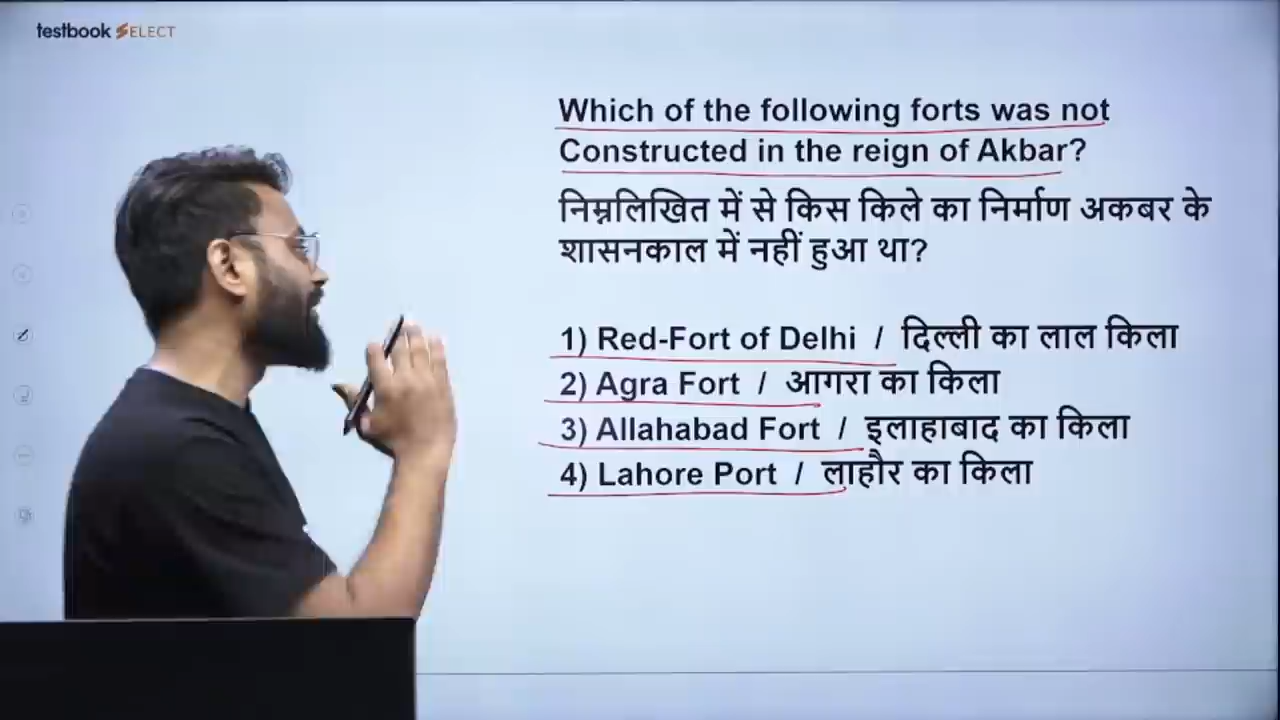 testbook SELECT
Which of the following forts was not
Constructed in the reign of Akbar?
निम्नलिखित में से किस किले का निर्माण अकबर के
शासनकाल में नहीं हुआ था?
1) Red-Fort of Delhi / दिल्ली का लाल किला
2) Agra Fort / आगरा का किला
3) Allahabad Fort / इलाहाबाद का किला
4) Lahore Port / लाहौर का किला